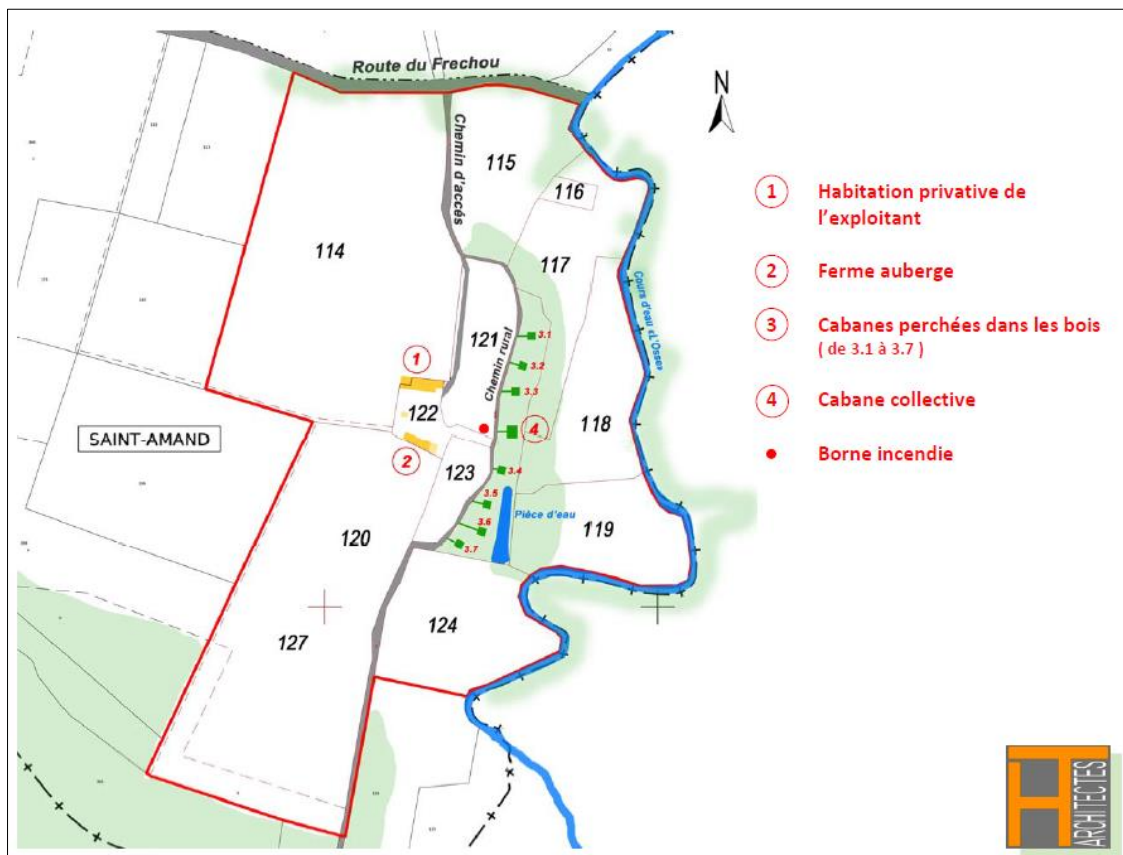 Route du Frechou
N
Chemin d'accés
115
116
114
117
Cours d'eau «L'Osse»
121
Chemin rural
3.1
3.2
3.3
1
122
118
4
SAINT-AMAND
2
123
3.4
3.5
3.6
3.7
Pièce d'eau
119
120
124
127
1 Habitation privative de
l'exploitant
2 Ferme auberge
3 Cabanes perchées dans les bois
( de 3.1 à 3.7 )
4 Cabane collective
Borne incendie
ARCHITECTES